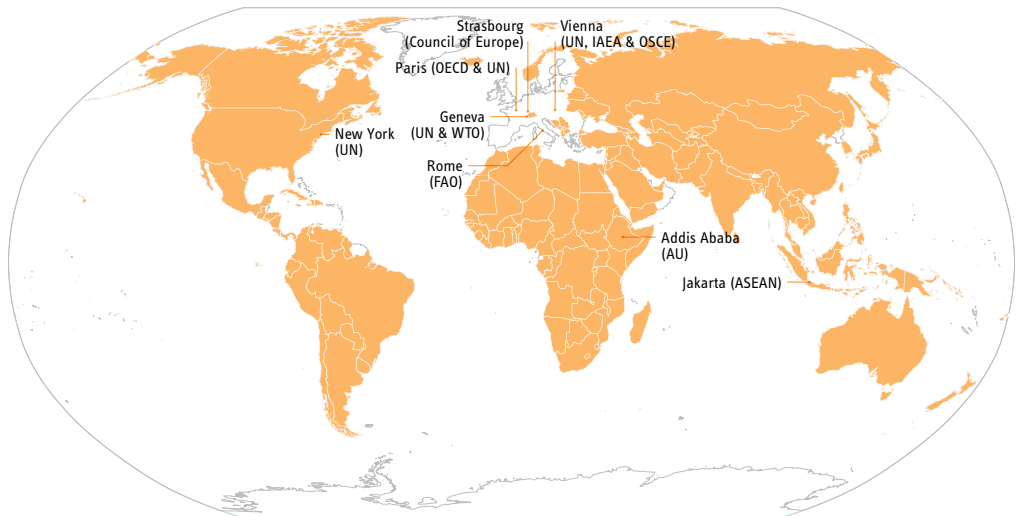 Strasbourg
(Council of Europe)
Vienna
(UN, IAEA & OSCE)
Paris (OECD & UN)
Geneva
(UN & WTO)
New York
(UN)
Rome
(FAO)
Addis Ababa
(AU)
Jakarta (ASEAN)